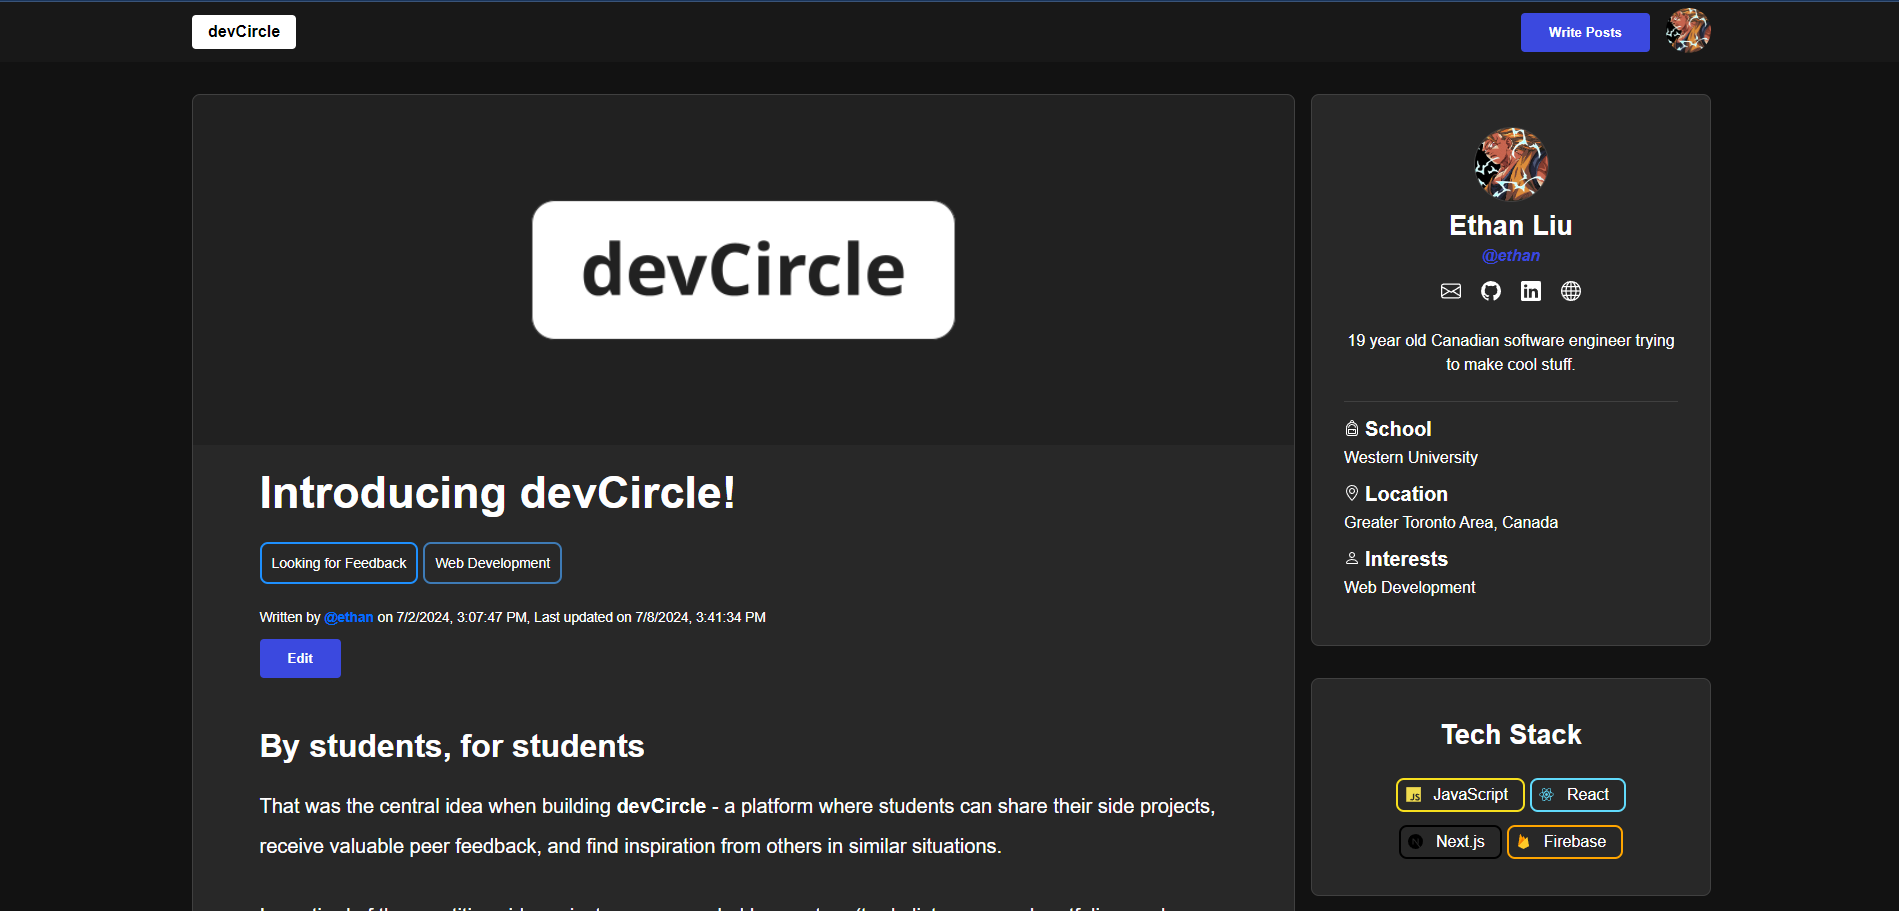 devCircle
Write Posts
devCircle
Introducing devCircle!
Looking for Feedback
Web Development
Written by @ethan on 7/2/2024, 3:07:47 PM, Last updated on 7/8/2024, 3:41:34 PM
Edit
By students, for students
That was the central idea when building devCircle - a platform where students can share their side projects,
receive valuable peer feedback, and find inspiration from others in similar situations.
Ethan Liu
@ethan
19 year old Canadian software engineer trying
to make cool stuff.
School
Western University
Location
Greater Toronto Area, Canada
Interests
Web Development
Tech Stack
JS JavaScript
React
N Next.js
Firebase